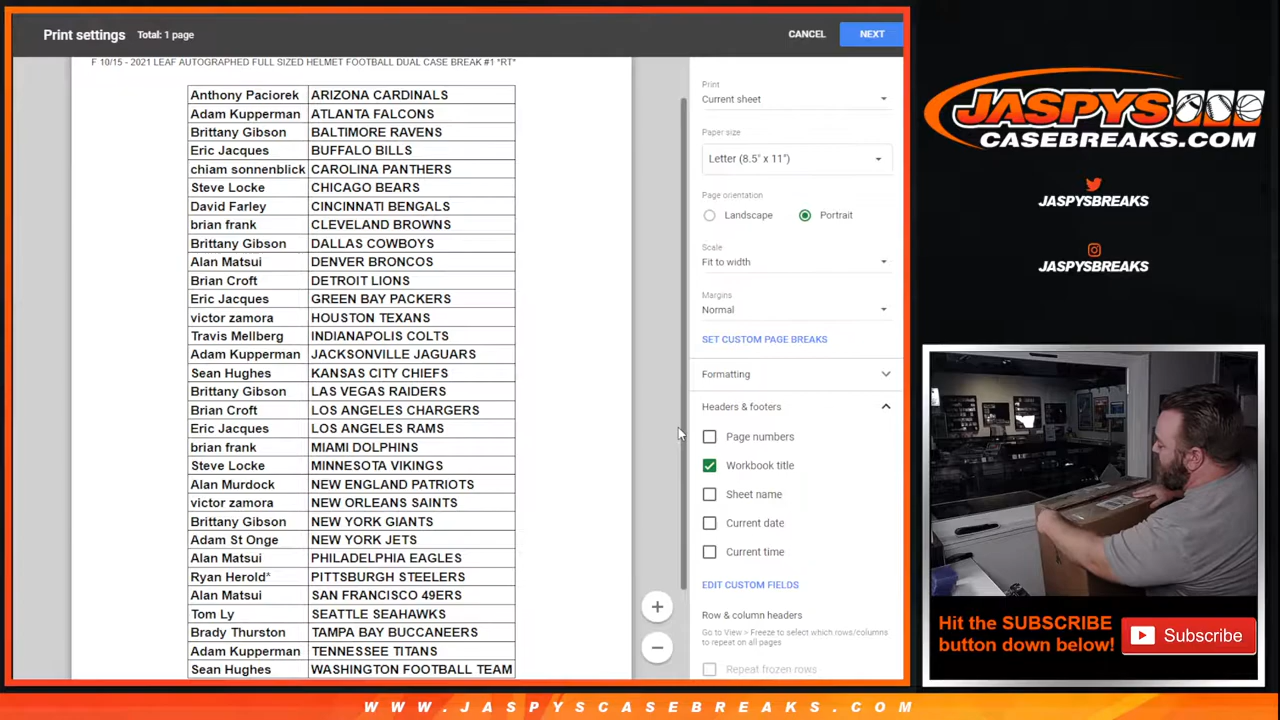 Print settings Total: 1 page CANCEL NEXT
F 10/15 - 2021 LEAF AUTOGRAPHED FULL SIZED HELMET FOOTBALL DUAL CASE BREAK #1 *RT*
Anthony Paciorek ARIZONA CARDINALS
Adam Kupperman ATLANTA FALCONS
Brittany Gibson BALTIMORE RAVENS
Eric Jacques BUFFALO BILLS
chiam sonnenblick CAROLINA PANTHERS
Steve Locke CHICAGO BEARS
David Farley CINCINNATI BENGALS
brian frank CLEVELAND BROWNS
Brittany Gibson DALLAS COWBOYS
Alan Matsui DENVER BRONCOS
Brian Croft DETROIT LIONS
Eric Jacques GREEN BAY PACKERS
victor zamora HOUSTON TEXANS
Travis Mellberg INDIANAPOLIS COLTS
Adam Kupperman JACKSONVILLE JAGUARS
Sean Hughes KANSAS CITY CHIEFS
Brittany Gibson LAS VEGAS RAIDERS
Brian Croft LOS ANGELES CHARGERS
Eric Jacques LOS ANGELES RAMS
brian frank MIAMI DOLPHINS
Steve Locke MINNESOTA VIKINGS
Alan Murdock NEW ENGLAND PATRIOTS
victor zamora NEW ORLEANS SAINTS
Brittany Gibson NEW YORK GIANTS
Adam St Onge NEW YORK JETS
Alan Matsui PHILADELPHIA EAGLES
Ryan Herold* PITTSBURGH STEELERS
Alan Matsui SAN FRANCISCO 49ERS
Tom Ly SEATTLE SEAHAWKS
Brady Thurston TAMPA BAY BUCCANEERS
Adam Kupperman TENNESSEE TITANS
Sean Hughes WASHINGTON FOOTBALL TEAM
Print
Current sheet
Paper size
Letter (8.5" x 11")
Page orientation
Landscape Portrait
Scale
Fit to width
Margins
Normal
SET CUSTOM PAGE BREAKS
Formatting
Headers & footers
Page numbers
Workbook title
Sheet name
Current date
Current time
EDIT CUSTOM FIELDS
Row & column headers
Go to View > Freeze to select which rows/columns
to repeat on all pages
Repeat frozen rows
JASPYS
CASEBREAKS.COM
JASPYSBREAKS
JASPYSBREAKS
Hit the SUBSCRIBE
button down below!
Subscribe
WWW.JASPYSCASEBREAKS.COM